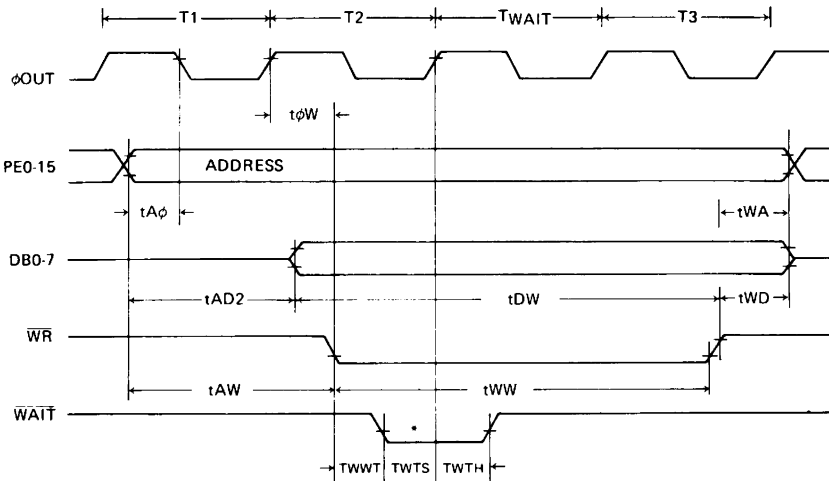 T1 T2 TWAIT T3
φOUT
tφW
PE0-15 ADDRESS
tAφ tWA
DB0-7
tAD2 tDW tWD
WR
tAW tWW
WAIT
TWWT TWTS TWTH